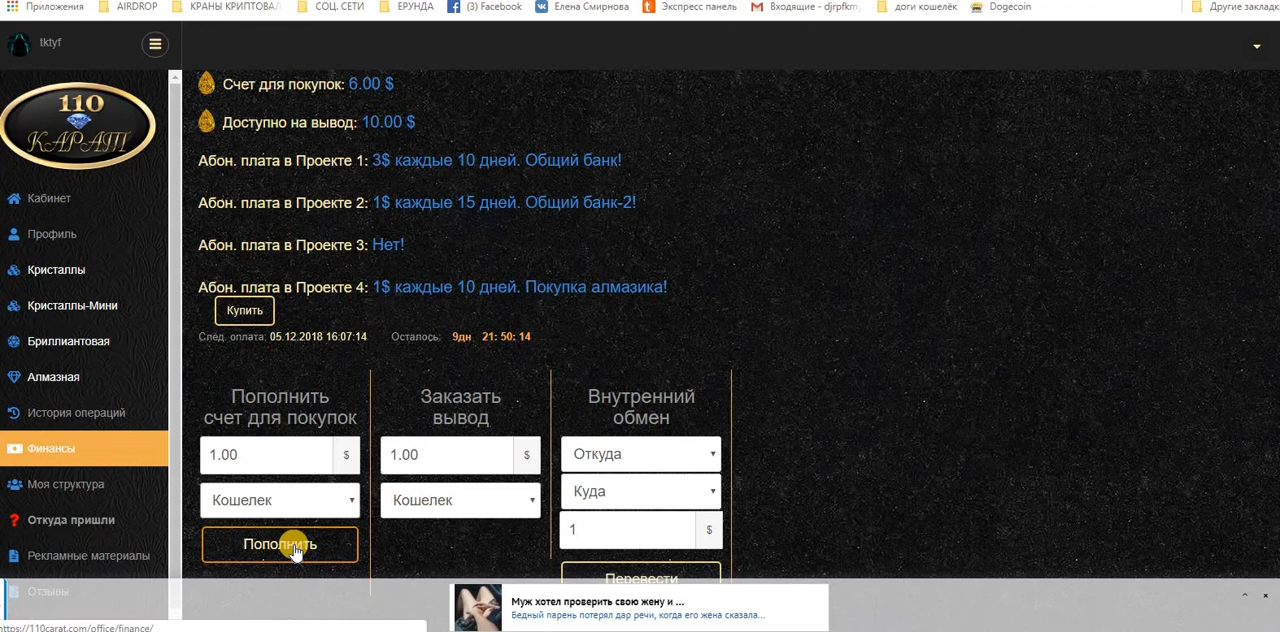 Приложения AIRDROP КРАНЫ КРИПТОВАЛ СОЦ. СЕТИ ЕРУНДА (3) Facebook Елена Смирнова Экспресс панель Входящие - djrpfkm доги кошелёк Dogecoin Другие заклад
tktyf
110
КАРАТ
Кабинет
Профиль
Кристаллы
Кристаллы-Мини
Бриллиантовая
Алмазная
История операций
Финансы
Моя структура
? Откуда пришли
Рекламные материалы
Отзывы
Счет для покупок: 6.00 $
Доступно на вывод: 10.00 $
Абон. плата в Проекте 1: 3$ каждые 10 дней. Общий банк!
Абон. плата в Проекте 2: 1$ каждые 15 дней. Общий банк-2!
Абон. плата в Проекте 3: Нет!
Абон. плата в Проекте 4: 1$ каждые 10 дней. Покупка алмазика!
Купить
След. оплата: 05.12.2018 16:07:14 Осталось: 9дн 21: 50: 14
Пополнить
счет для покупок
1.00 $
Кошелек
Пополнить
Заказать
вывод
1.00 $
Кошелек
Внутренний
обмен
Откуда
Куда
1 $
Перевести
Муж хотел проверить свою жену и ...
Бедный парень потерял дар речи, когда его жена сказала...
https://110carat.com/office/finance/